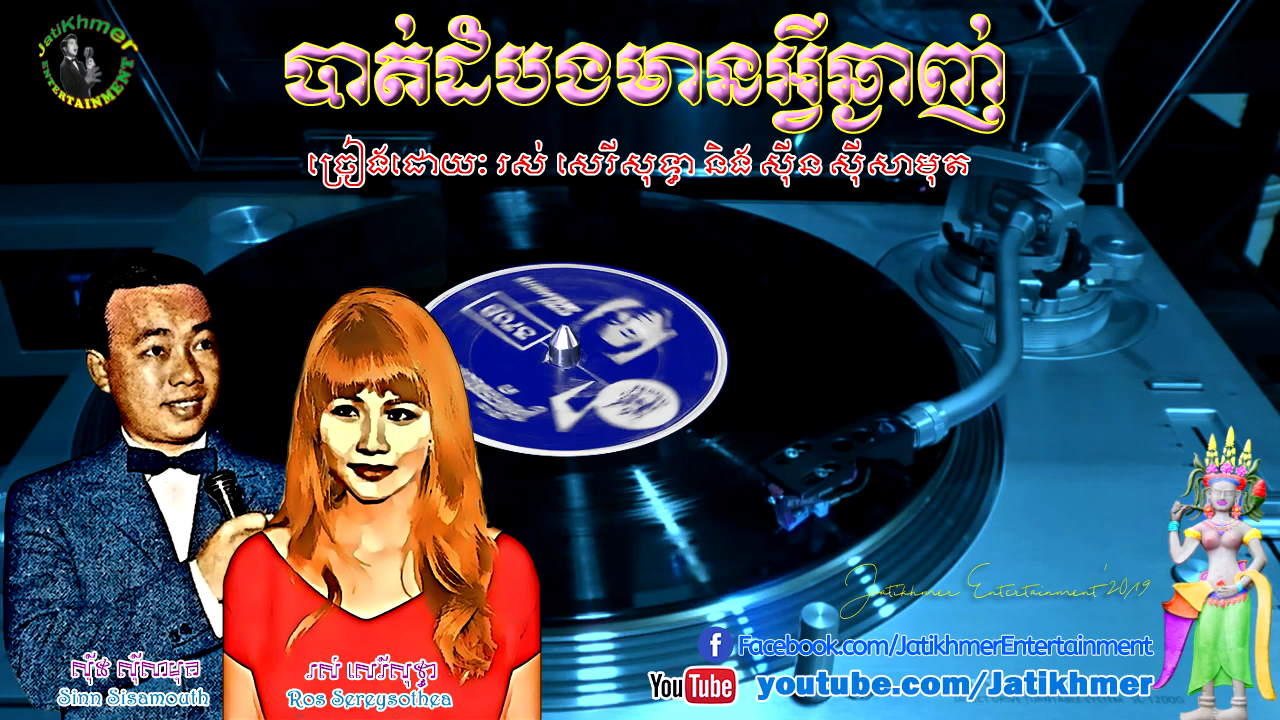 JatiKhmer
ENTERTAINMENT
បាត់ដំបងមានអ្វីឆ្ងាញ់
ច្រៀងដោយៈ រស់ សេរីសុទ្ធា និង ស៊ីន ស៊ីសាមុត
Jatikhmer Entertainment'2019
Facebook.com/JatikhmerEntertainment
ស៊ីន ស៊ីសាមុត
Sinn Sisamouth
រស់ សេរីសុទ្ធា
Ros Sereysothea
YouTube youtube.com/Jatikhmer